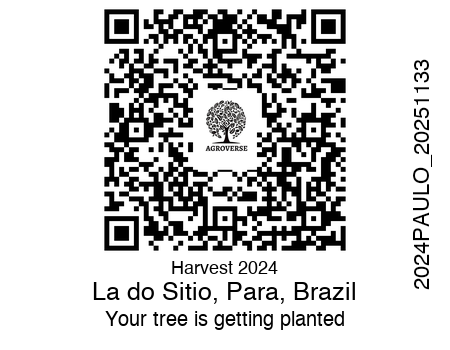 AGROVERSE
Harvest 2024
La do Sitio, Para, Brazil
Your tree is getting planted
2024PAULO_20251133